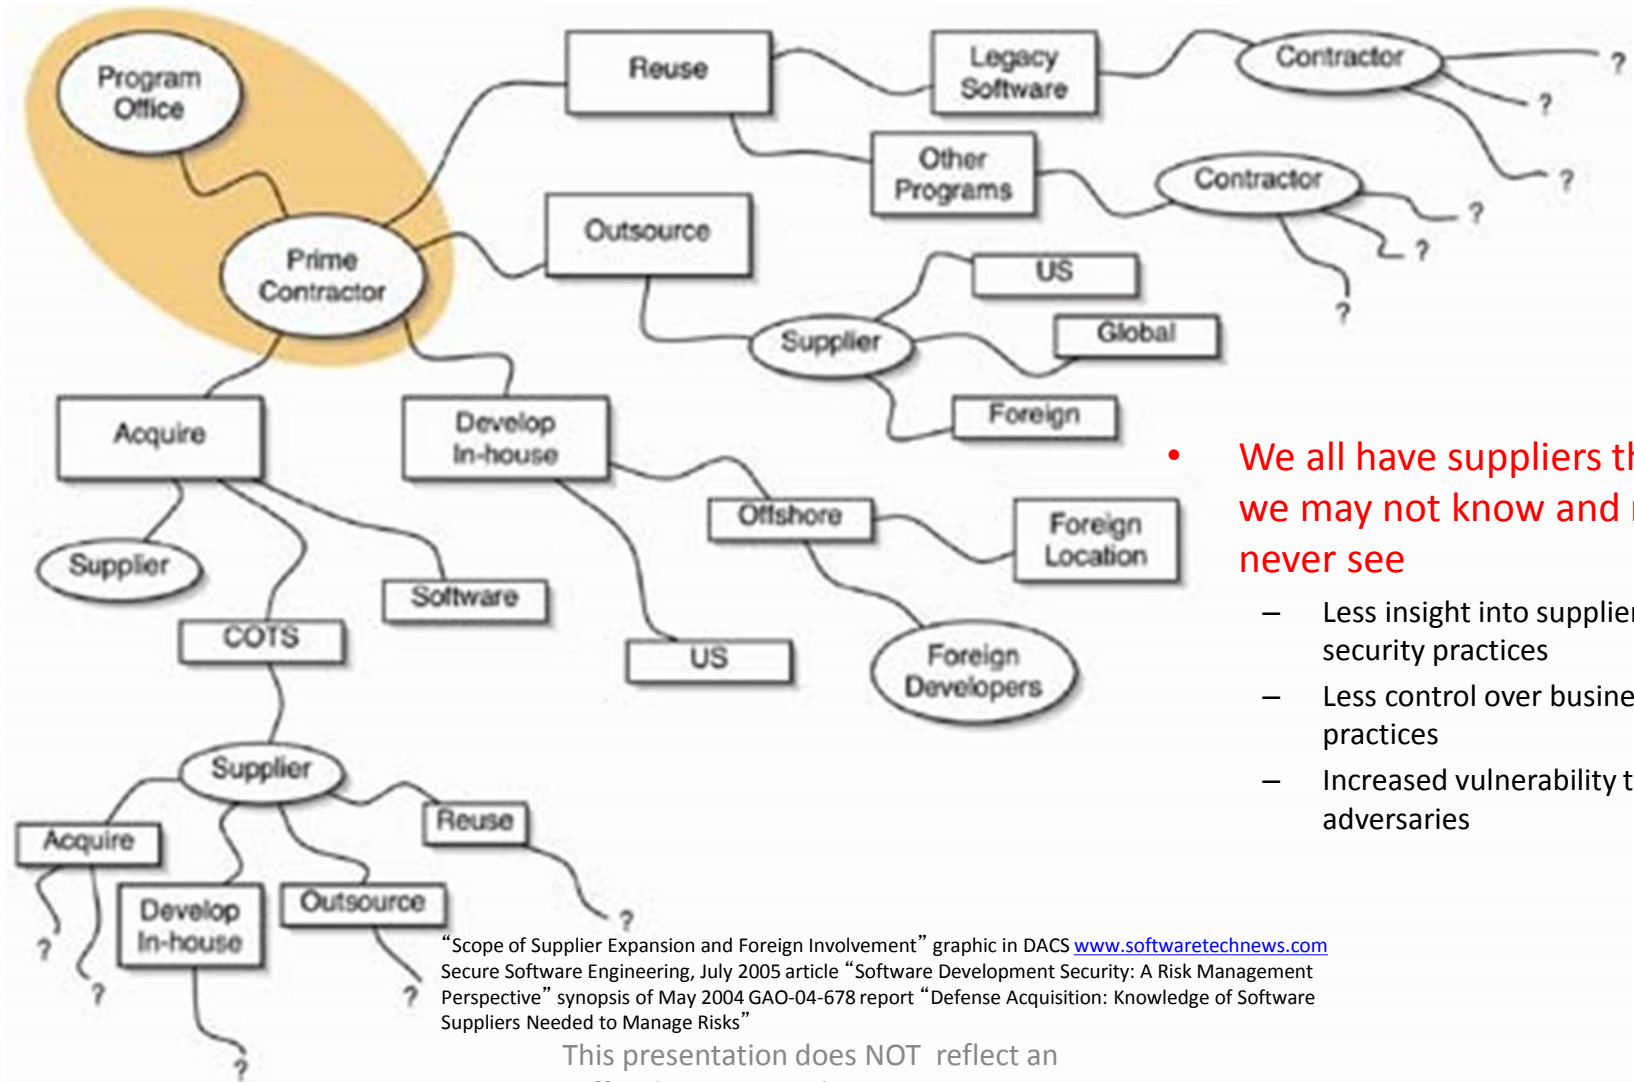 Program
Office
Prime
Contractor
Reuse
Legacy
Software
Contractor
?
?
?
Other
Programs
Contractor
?
?
?
Outsource
Supplier
US
Global
Foreign
Acquire
Supplier
COTS
Software
Develop
In-house
Offshore
Foreign
Location
Foreign
Developers
US
Supplier
Acquire
?
?
Develop
In-house
?
Outsource
?
Reuse
?
• We all have suppliers
we may not know and
never see
– Less insight into
security practices
– Less control over
practices
– Increased vulnerability
adversaries
“Scope of Supplier Expansion and Foreign Involvement” graphic in DACS www.softwaretechnews.com
Secure Software Engineering, July 2005 article “Software Development Security: A Risk Management
Perspective” synopsis of May 2004 GAO-04-678 report “Defense Acquisition: Knowledge of Software
Suppliers Needed to Manage Risks”
This presentation does NOT reflect an